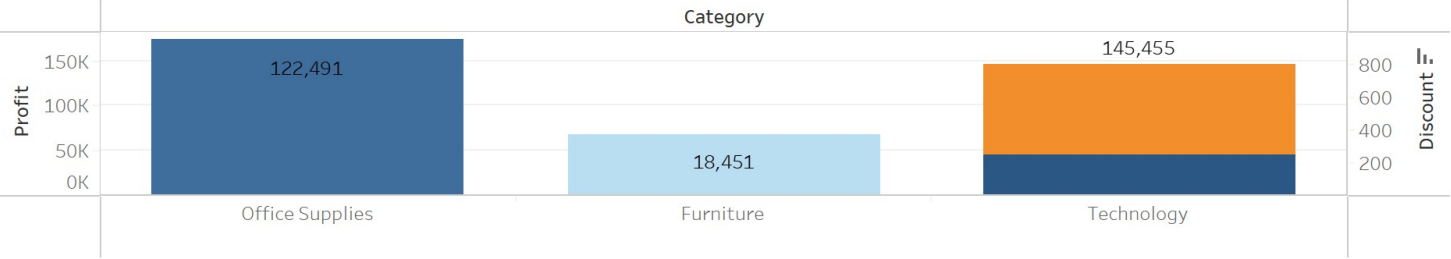 Category
Profit
150K
100K
50K
0K
122,491
18,451
145,455
800
600
400
200
Discount
Office Supplies
Furniture
Technology